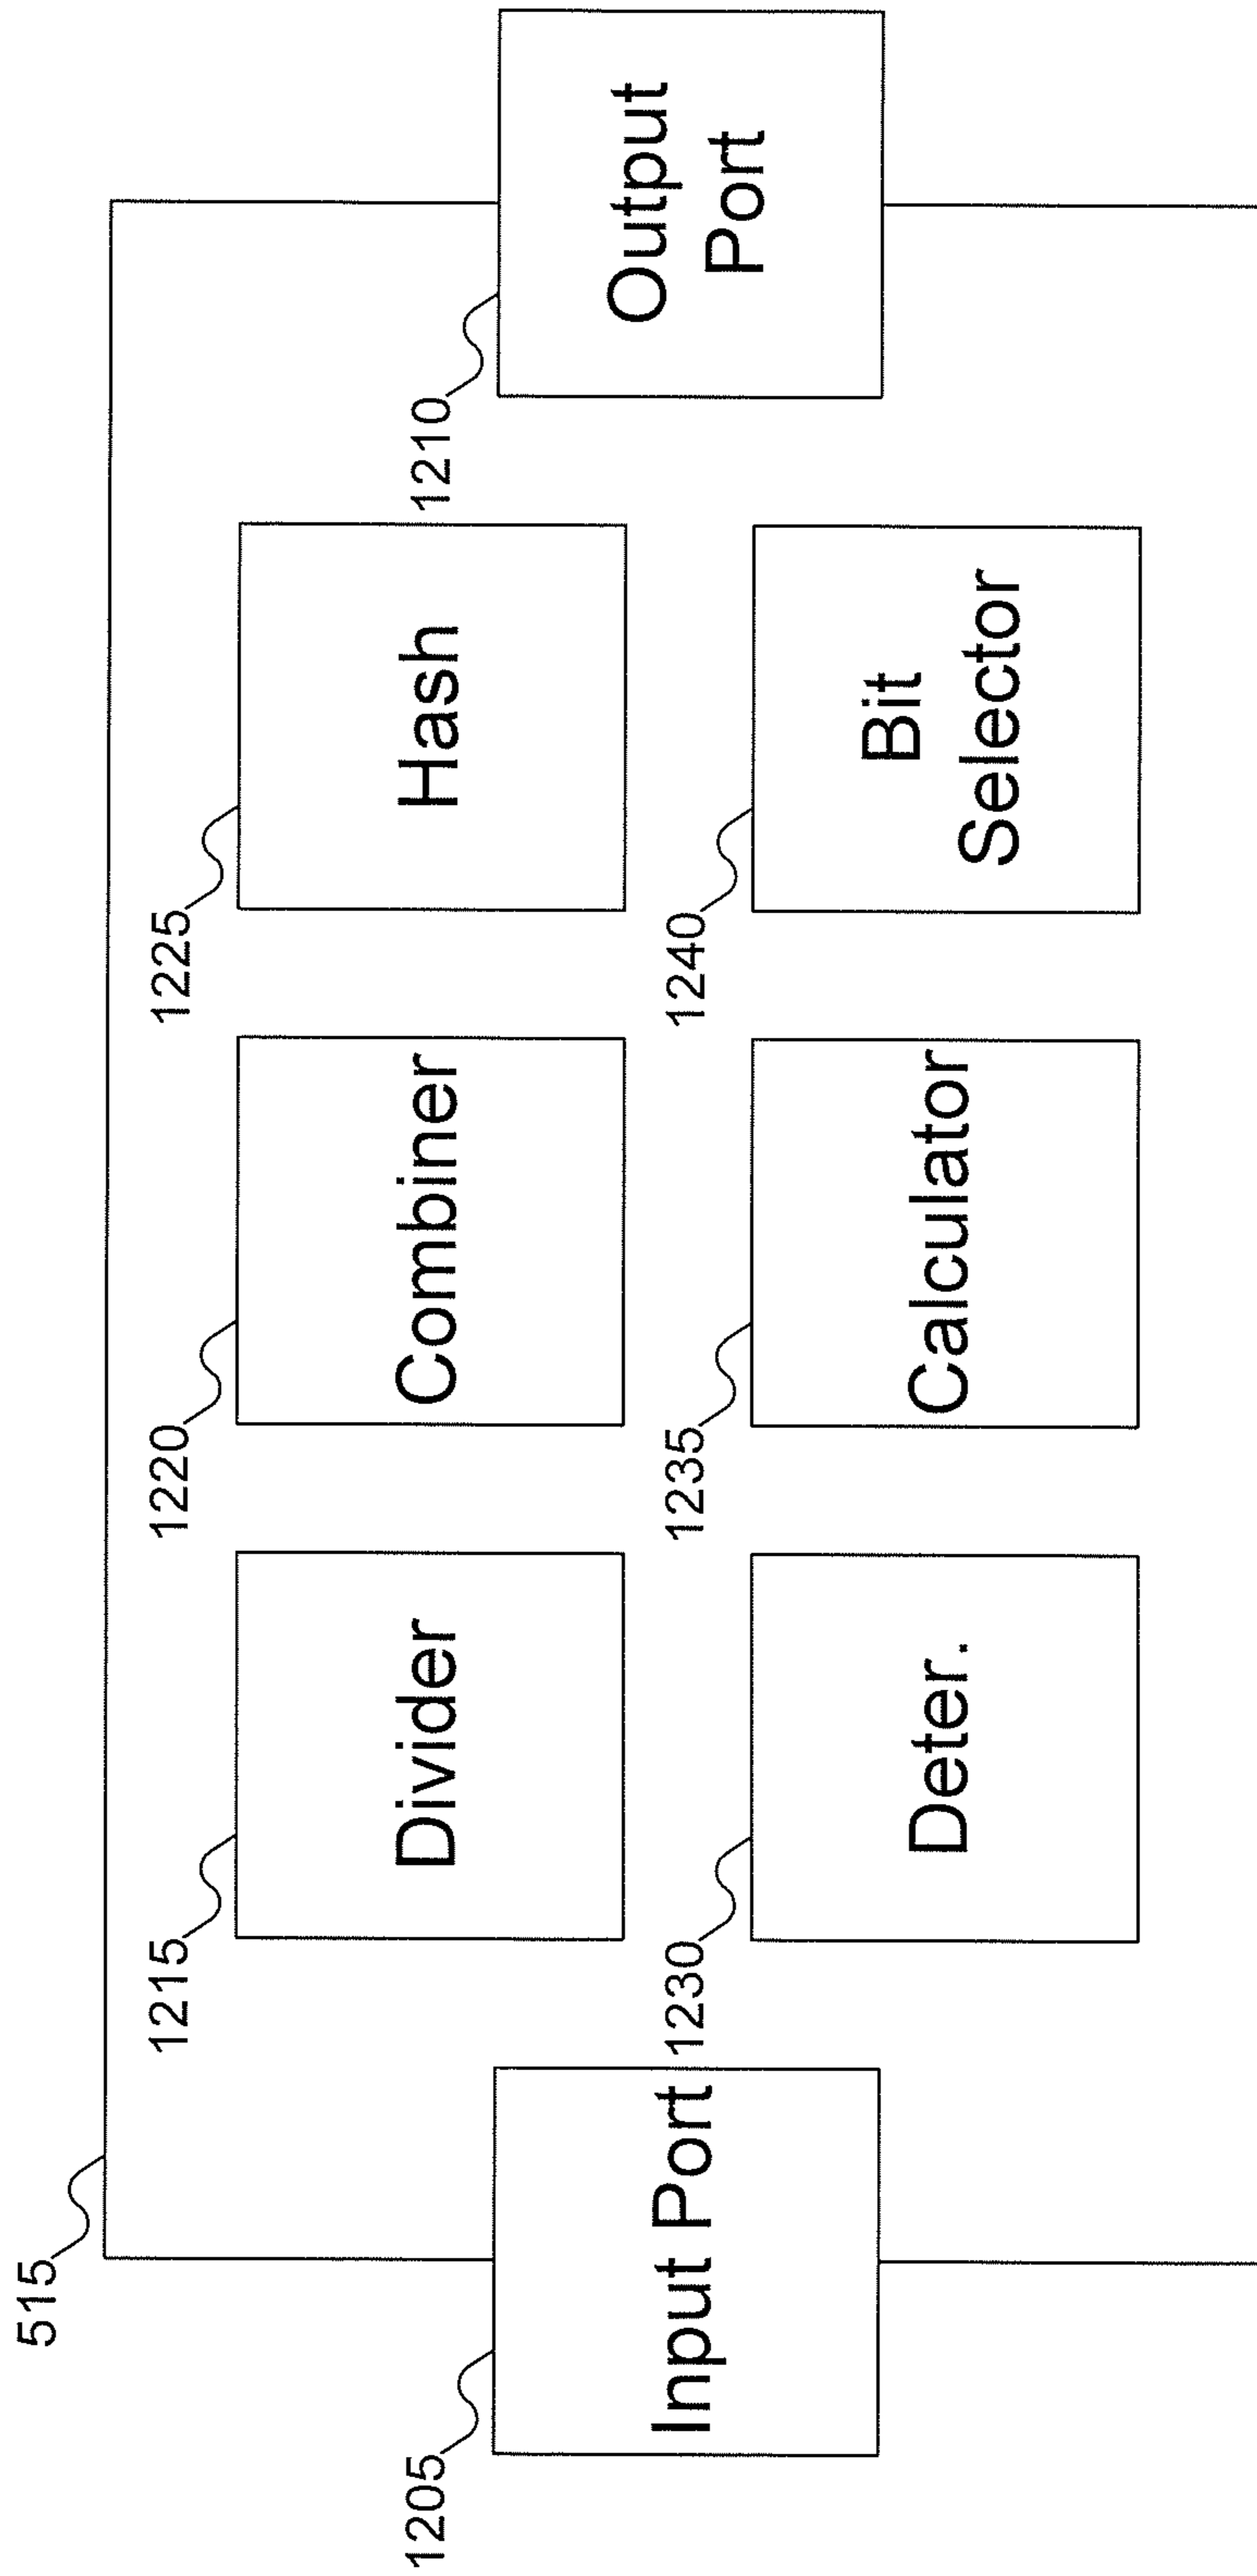 515
1205
Input Port
1215
Divider
1220
Combiner
1225
Hash
1230
Deter.
1235
Calculator
1240
Bit
Selector
1210
Output
Port